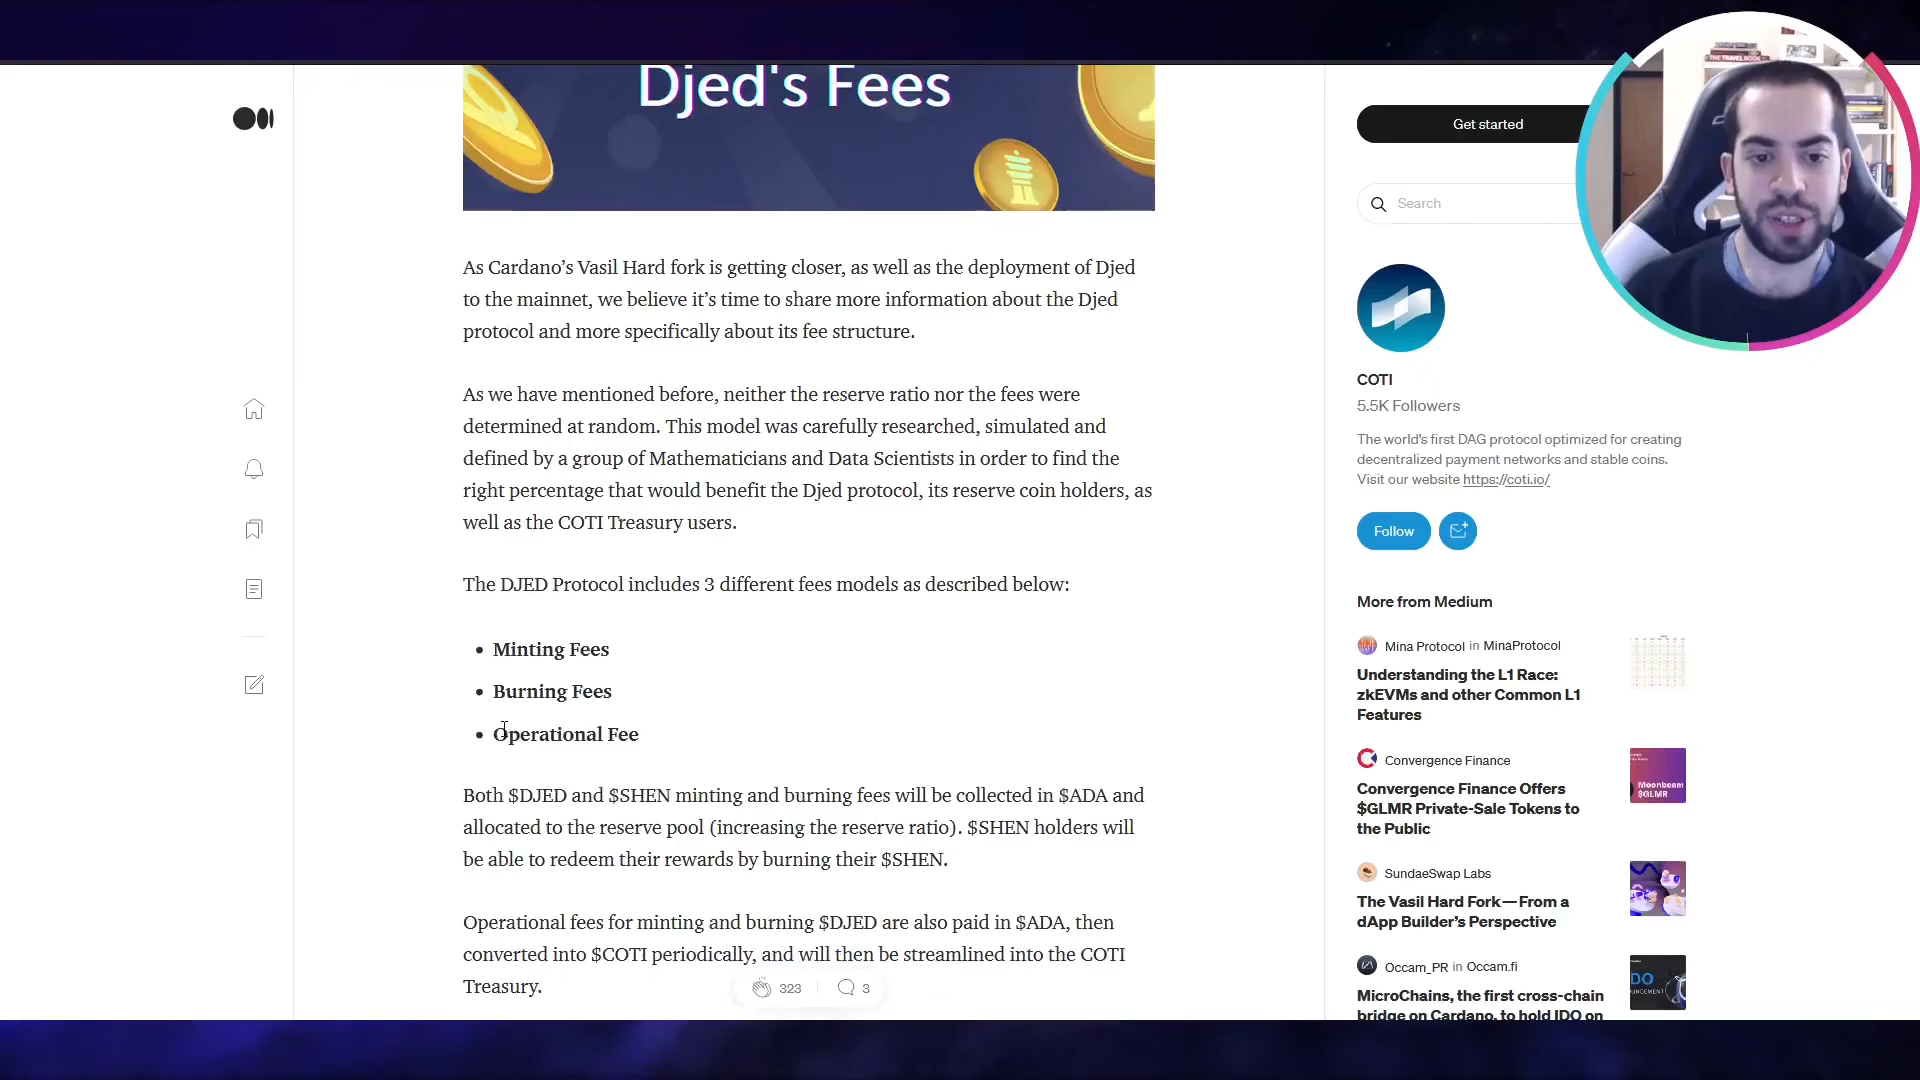 Djed's Fees
As Cardano’s Vasil Hard fork is getting closer, as well as the deployment of Djed
to the mainnet, we believe it’s time to share more information about the Djed
protocol and more specifically about its fee structure.
As we have mentioned before, neither the reserve ratio nor the fees were
determined at random. This model was carefully researched, simulated and
defined by a group of Mathematicians and Data Scientists in order to find the
right percentage that would benefit the Djed protocol, its reserve coin holders, as
well as the COTI Treasury users.
The DJED Protocol includes 3 different fees models as described below:
Minting Fees
Burning Fees
Operational Fee
Both $DJED and $SHEN minting and burning fees will be collected in $ADA and
allocated to the reserve pool (increasing the reserve ratio). $SHEN holders will
be able to redeem their rewards by burning their $SHEN.
Operational fees for minting and burning $DJED are also paid in $ADA, then
converted into $COTI periodically, and will then be streamlined into the COTI
Treasury.
323
3
Get started
Search
COTI
5.5K Followers
The world’s first DAG protocol optimized for creating
decentralized payment networks and stable coins.
Visit our website https://coti.io/
Follow
More from Medium
Mina Protocol in MinaProtocol
Understanding the L1 Race:
zkEVMs and other Common L1
Features
Convergence Finance
Convergence Finance Offers
$GLMR Private-Sale Tokens to
the Public
Moonbeam
$GLMR
SundaeSwap Labs
The Vasil Hard Fork — From a
dApp Builder’s Perspective
Occam_PR in Occam.fi
MicroChains, the first cross-chain
bridge on Cardano, to hold IDO on
THE TRAVEL BOOK